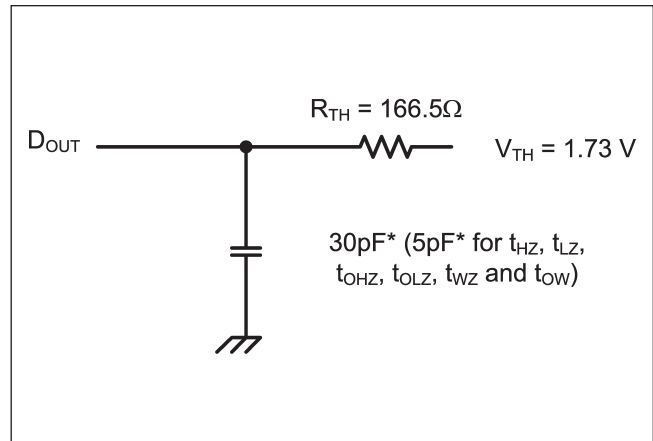 R_TH = 166.5Ω
D_OUT
V_TH = 1.73 V
30pF* (5pF* for t_HZ, t_LZ,
t_OHZ, t_OLZ, t_WZ and t_OW)